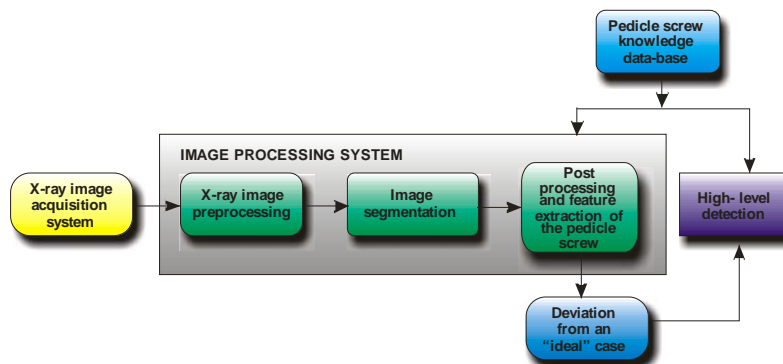 Pedicle screw
knowledge
data-base
IMAGE PROCESSING SYSTEM
X-ray image
acquisition
system
X-ray image
preprocessing
Image
segmentation
Post
processing
and feature
extraction of
the pedicle
screw
High- level
detection
Deviation
from an
“ideal” case